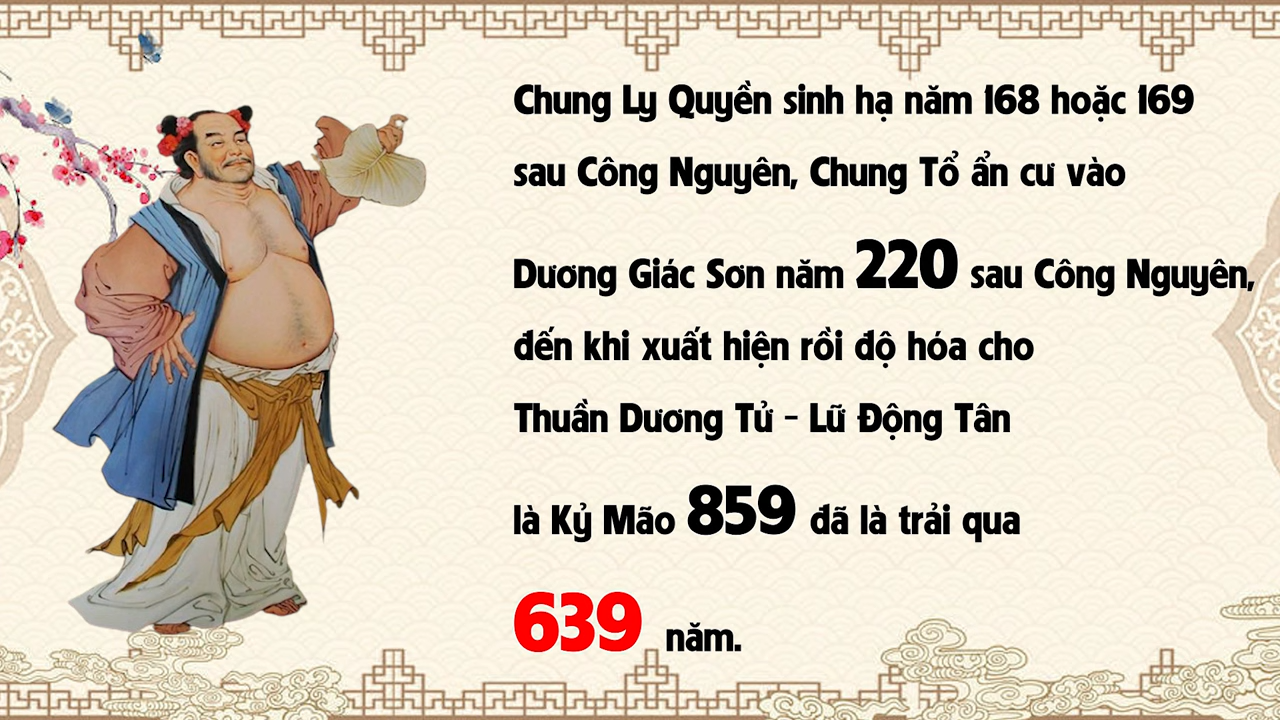 Chung Ly Quyền sinh hạ năm 168 hoặc 169
sau Công Nguyên, Chung Tổ ẩn cư vào
Dương Giác Sơn năm 220 sau Công Nguyên,
đến khi xuất hiện rồi độ hóa cho
Thuần Dương Tử - Lữ Động Tân
là Kỷ Mão 859 đã là trải qua
639 năm.